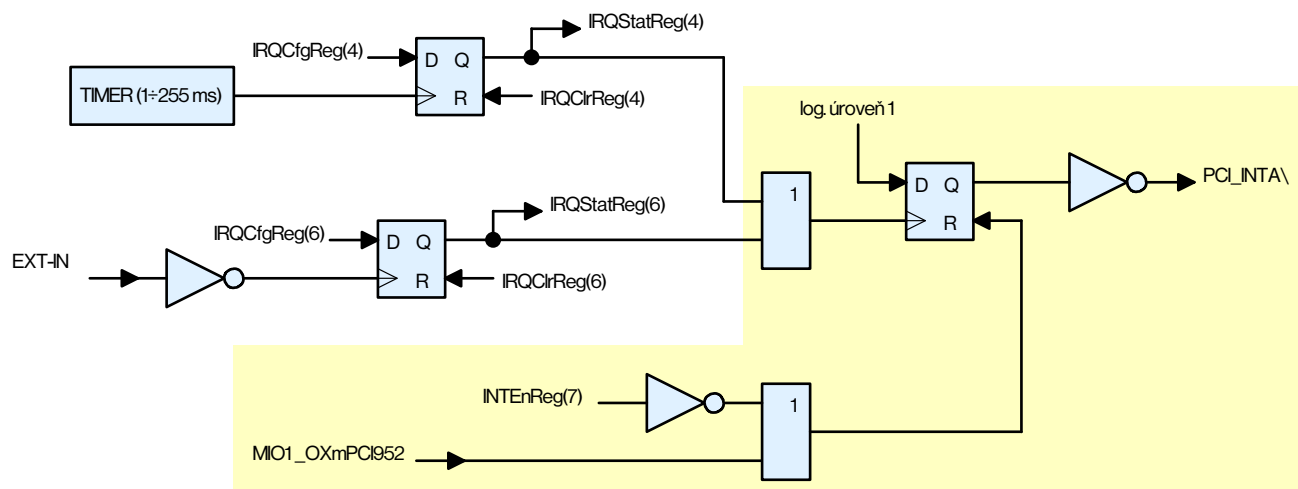 IRQStatReg(4)
IRQCfgReg(4)
D Q
R
TIMER (1÷255 ms)
IRQClrReg(4)
log. úroveň 1
1
D Q
R
PCI_INTA\
IRQStatReg(6)
IRQCfgReg(6)
D Q
R
EXT-IN
IRQClrReg(6)
INTEnReg(7)
1
MIO1_OXmPCI952